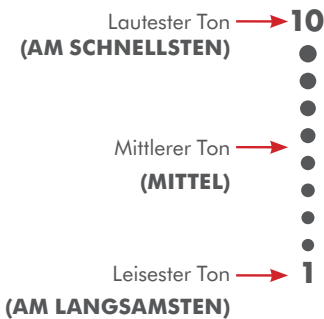 Lautester Ton 10
(AM SCHNELLSTEN)
Mittlerer Ton
(MITTEL)
Leisester Ton 1
(AM LANGSAMSTEN)